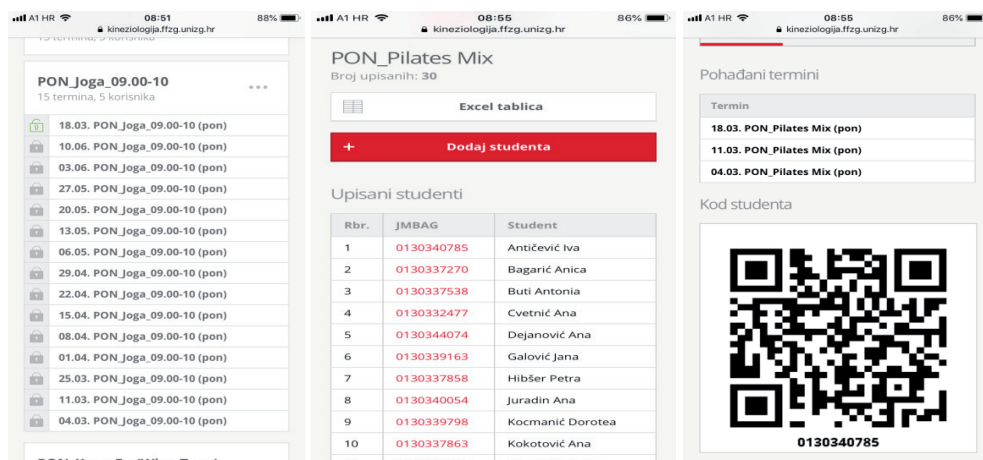 A1 HR 08:51 88%
kineziologija.ffzg.unizg.hr
PON_Joga_09.00-10
15 termina, 5 korisnika
18.03. PON_Joga_09.00-10 (pon)
10.06. PON_Joga_09.00-10 (pon)
03.06. PON_Joga_09.00-10 (pon)
27.05. PON_Joga_09.00-10 (pon)
20.05. PON_Joga_09.00-10 (pon)
13.05. PON_Joga_09.00-10 (pon)
06.05. PON_Joga_09.00-10 (pon)
29.04. PON_Joga_09.00-10 (pon)
22.04. PON_Joga_09.00-10 (pon)
15.04. PON_Joga_09.00-10 (pon)
08.04. PON_Joga_09.00-10 (pon)
01.04. PON_Joga_09.00-10 (pon)
25.03. PON_Joga_09.00-10 (pon)
11.03. PON_Joga_09.00-10 (pon)
04.03. PON_Joga_09.00-10 (pon)
A1 HR 08:55 86%
kineziologija.ffzg.unizg.hr
PON_Pilates Mix
Broj upisanih: 30
Excel tablica
+ Dodaj studenta
Upisani studenti
Rbr. JMBAG Student
1 0130340785 Antičević Iva
2 0130337270 Bagarić Anica
3 0130337538 Buti Antonia
4 0130332477 Cvetnić Ana
5 0130344074 Dejanović Ana
6 0130339163 Galović Jana
7 0130337858 Hibšer Petra
8 0130340054 Juradin Ana
9 0130339798 Kocmanić Dorotea
10 0130337863 Kokotović Ana
A1 HR 08:55 86%
kineziologija.ffzg.unizg.hr
Pohađani termini
Termin
18.03. PON_Pilates Mix (pon)
11.03. PON_Pilates Mix (pon)
04.03. PON_Pilates Mix (pon)
Kod studenta
0130340785